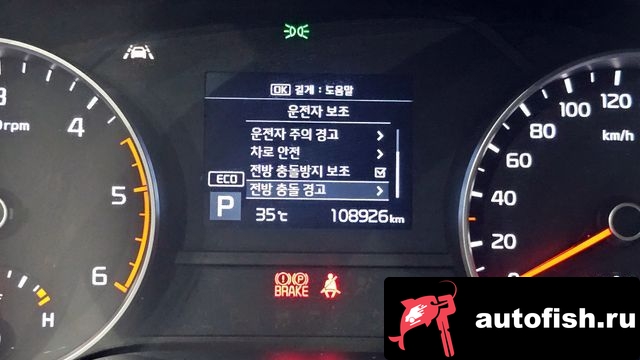 OK 길게 : 도움말
운전자 보조
운전자 주의 경고
차로 안전
전방 충돌방지 보조
전방 충돌 경고
ECO
P
35℃
108926km
3
4
5
6
rpm
H
0
20
40
60
80
100
120
km/h
(P)
BRAKE
autofish.ru